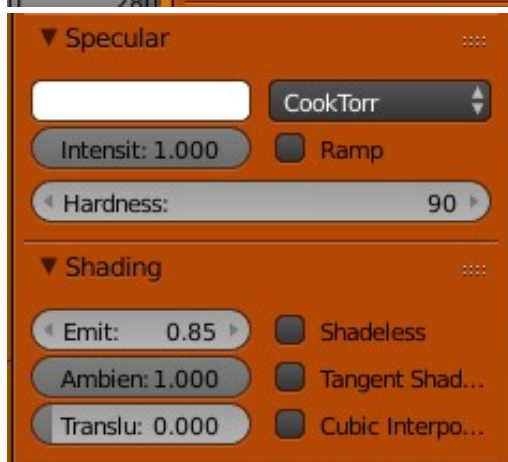 280
Specular
CookTorr
Intensit: 1.000 Ramp
Hardness: 90
Shading
Emit: 0.85 Shadeless
Ambien: 1.000 Tangent Shad...
Translu: 0.000 Cubic Interpo...